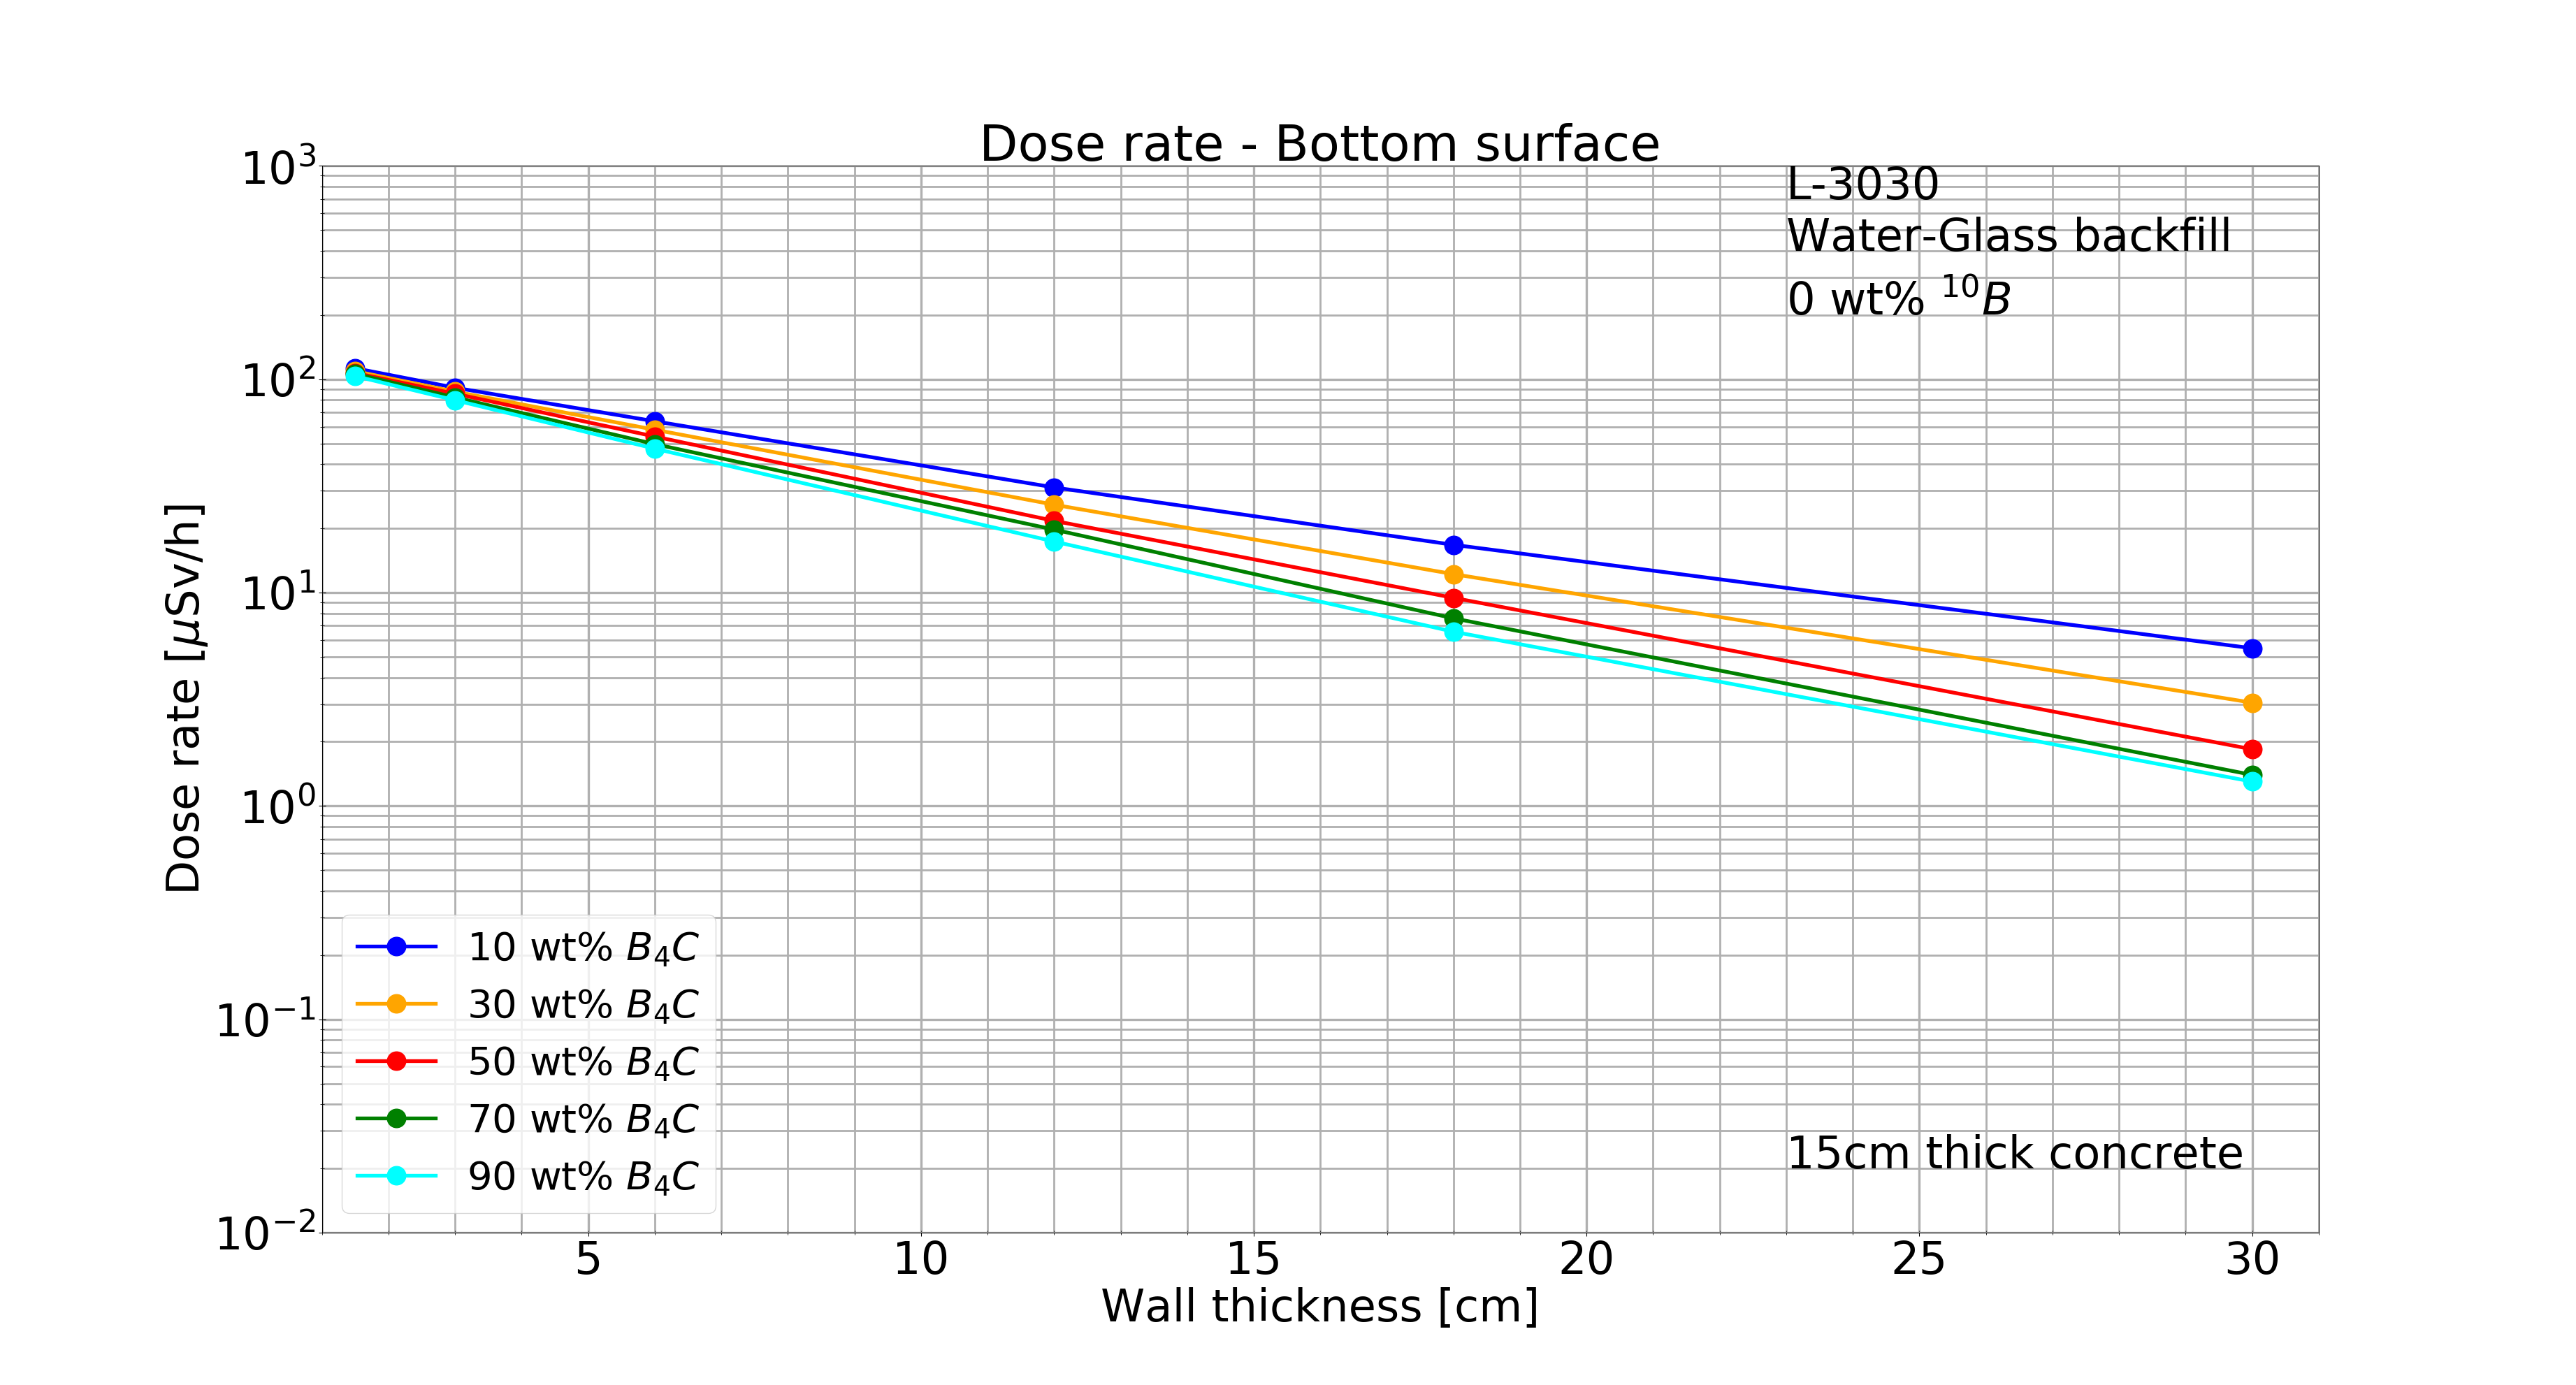 Dose rate - Bottom surface
L-3030
Water-Glass backfill
0 wt% ¹⁰B
10³
10²
10¹
10⁰
10⁻¹
10⁻²
Dose rate [μSv/h]
10 wt% B₄C
30 wt% B₄C
50 wt% B₄C
70 wt% B₄C
90 wt% B₄C
15cm thick concrete
5 10 15 20 25 30
Wall thickness [cm]